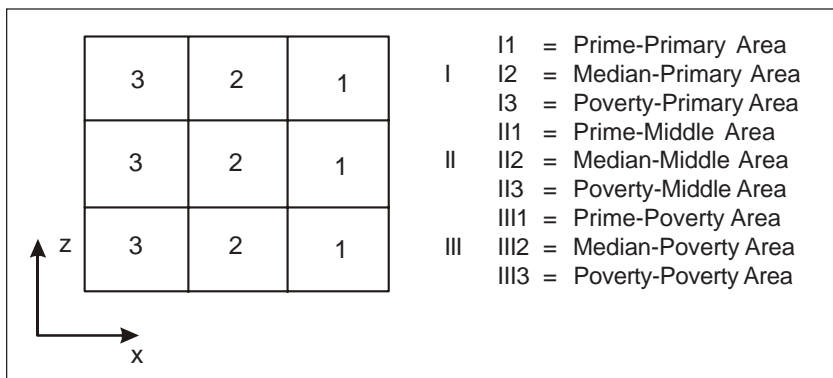 3 2 1
3 2 1
3 2 1
z
x
I1 = Prime-Primary Area
I I2 = Median-Primary Area
I3 = Poverty-Primary Area
II1 = Prime-Middle Area
II II2 = Median-Middle Area
II3 = Poverty-Middle Area
III1 = Prime-Poverty Area
III III2 = Median-Poverty Area
III3 = Poverty-Poverty Area